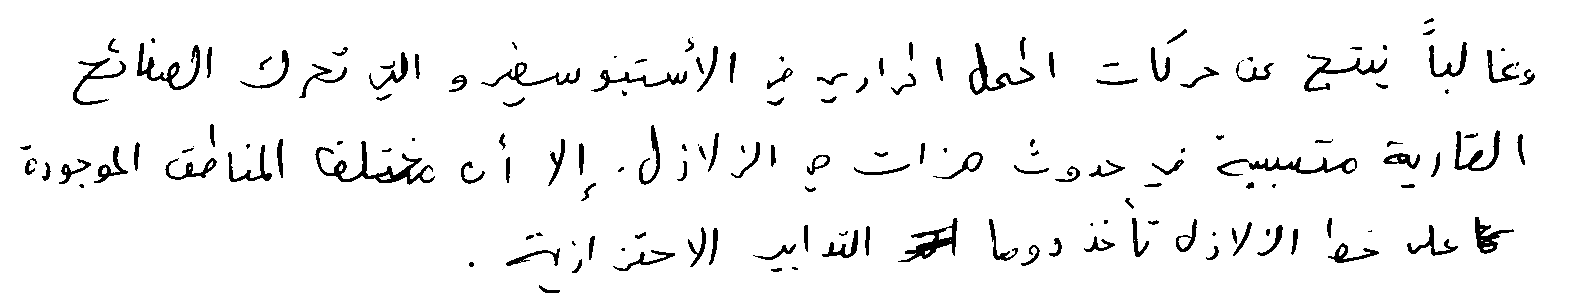 وغالباً ينتج عن حركات الحمل الحراري في الأستينوسفير و التي تحرك الصفائح
القارية متسببة في حدوث هزات هي الزلازل. إلا أن مختلف المناطق الموجودة
على خط الزلازل تأخذ دوما التدابير الاحترازية .